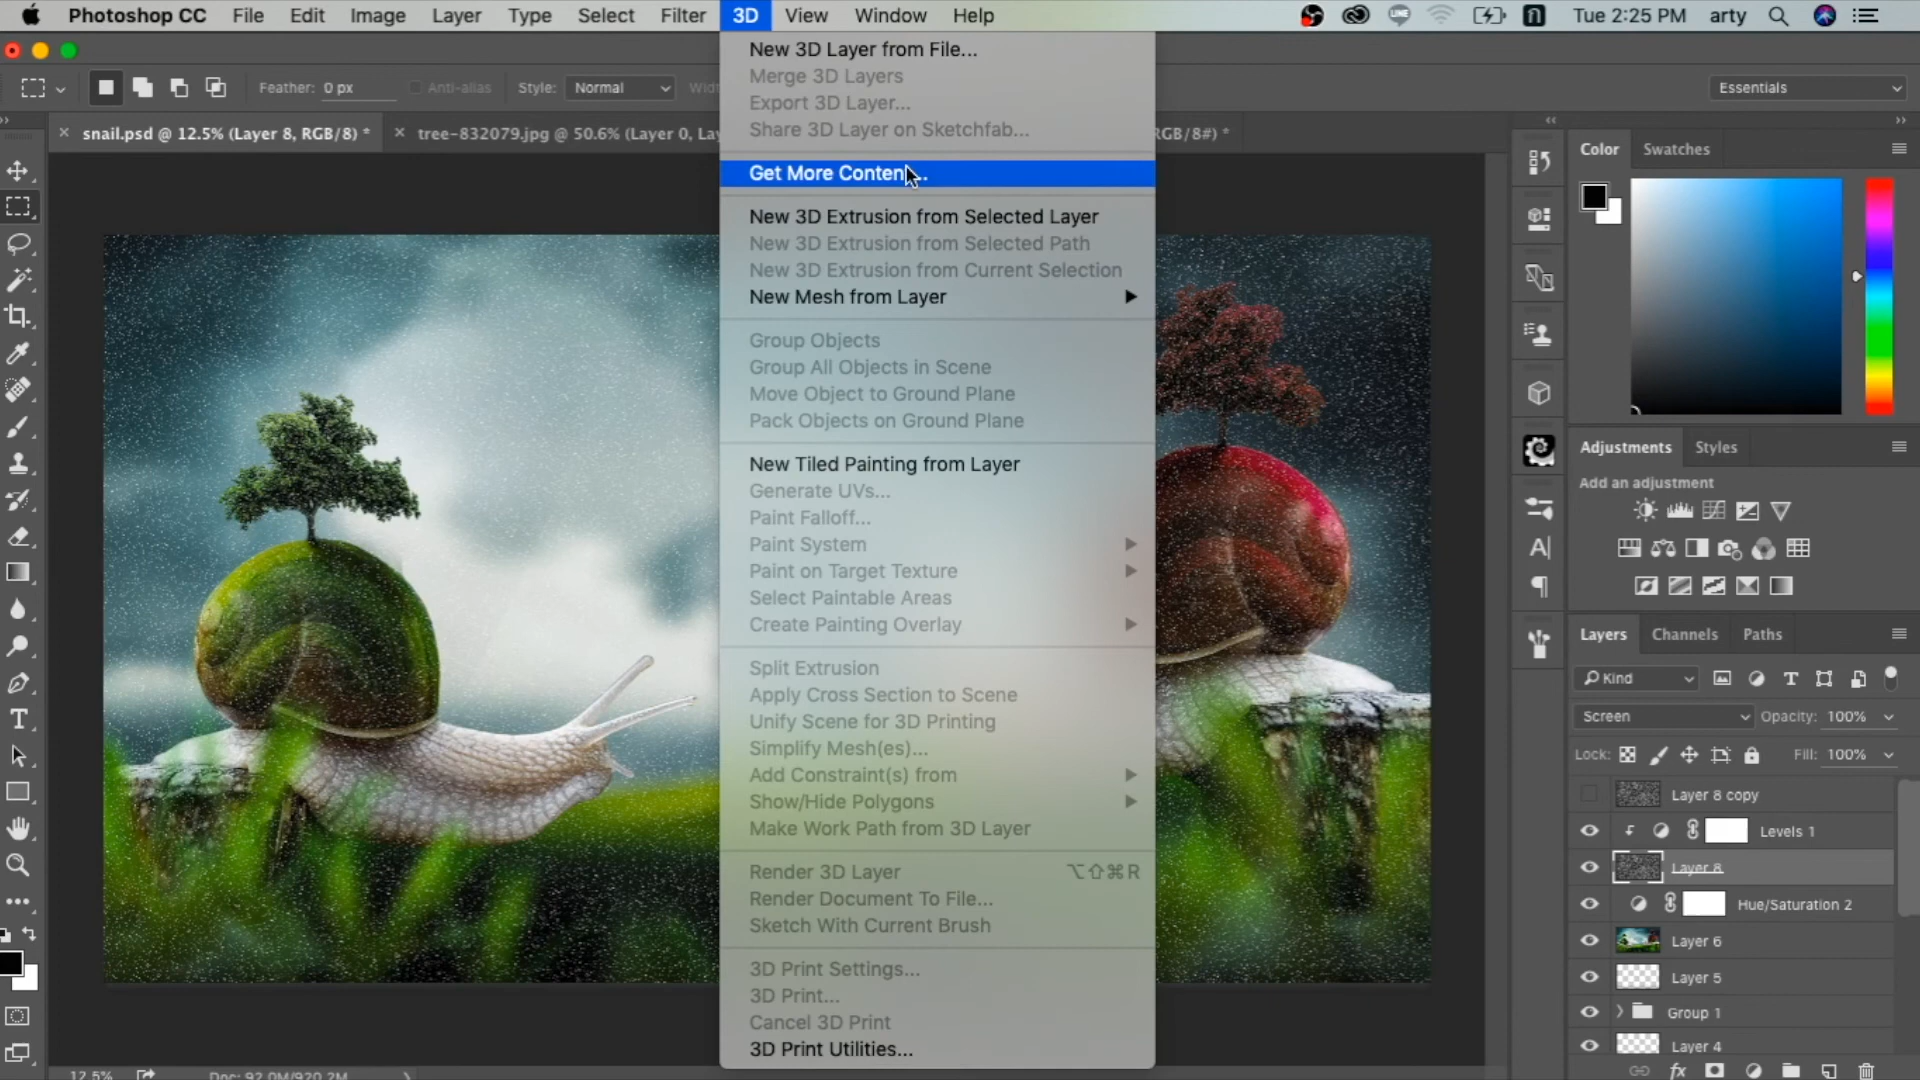 Photoshop CC File Edit Image Layer Type Select Filter 3D View Window Help Tue 2:25 PM arty
Feather: 0 px Anti-alias Style: Normal Essentials
snail.psd @ 12.5% (Layer 8, RGB/8) * tree-832079.jpg @ 50.6% (Layer 0, RGB/8#) *
New 3D Layer from File...
Merge 3D Layers
Export 3D Layer...
Share 3D Layer on Sketchfab...
Get More Content...
New 3D Extrusion from Selected Layer
New 3D Extrusion from Selected Path
New 3D Extrusion from Current Selection
New Mesh from Layer
Group Objects
Group All Objects in Scene
Move Object to Ground Plane
Pack Objects on Ground Plane
New Tiled Painting from Layer
Generate UVs...
Paint Falloff...
Paint System
Paint on Target Texture
Select Paintable Areas
Create Painting Overlay
Split Extrusion
Apply Cross Section to Scene
Unify Scene for 3D Printing
Simplify Mesh(es)...
Add Constraint(s) from
Show/Hide Polygons
Make Work Path from 3D Layer
Render 3D Layer ⌥⇧⌘R
Render Document To File...
Sketch With Current Brush
3D Print Settings...
3D Print...
Cancel 3D Print
3D Print Utilities...
Color Swatches
Adjustments Styles
Add an adjustment
Layers Channels Paths
Kind
Screen Opacity: 100%
Lock: Fill: 100%
Layer 8 copy
Levels 1
Layer 8
Hue/Saturation 2
Layer 6
Layer 5
Group 1
Layer 4
fx
12.5% Doc: 92.0M/920.2M